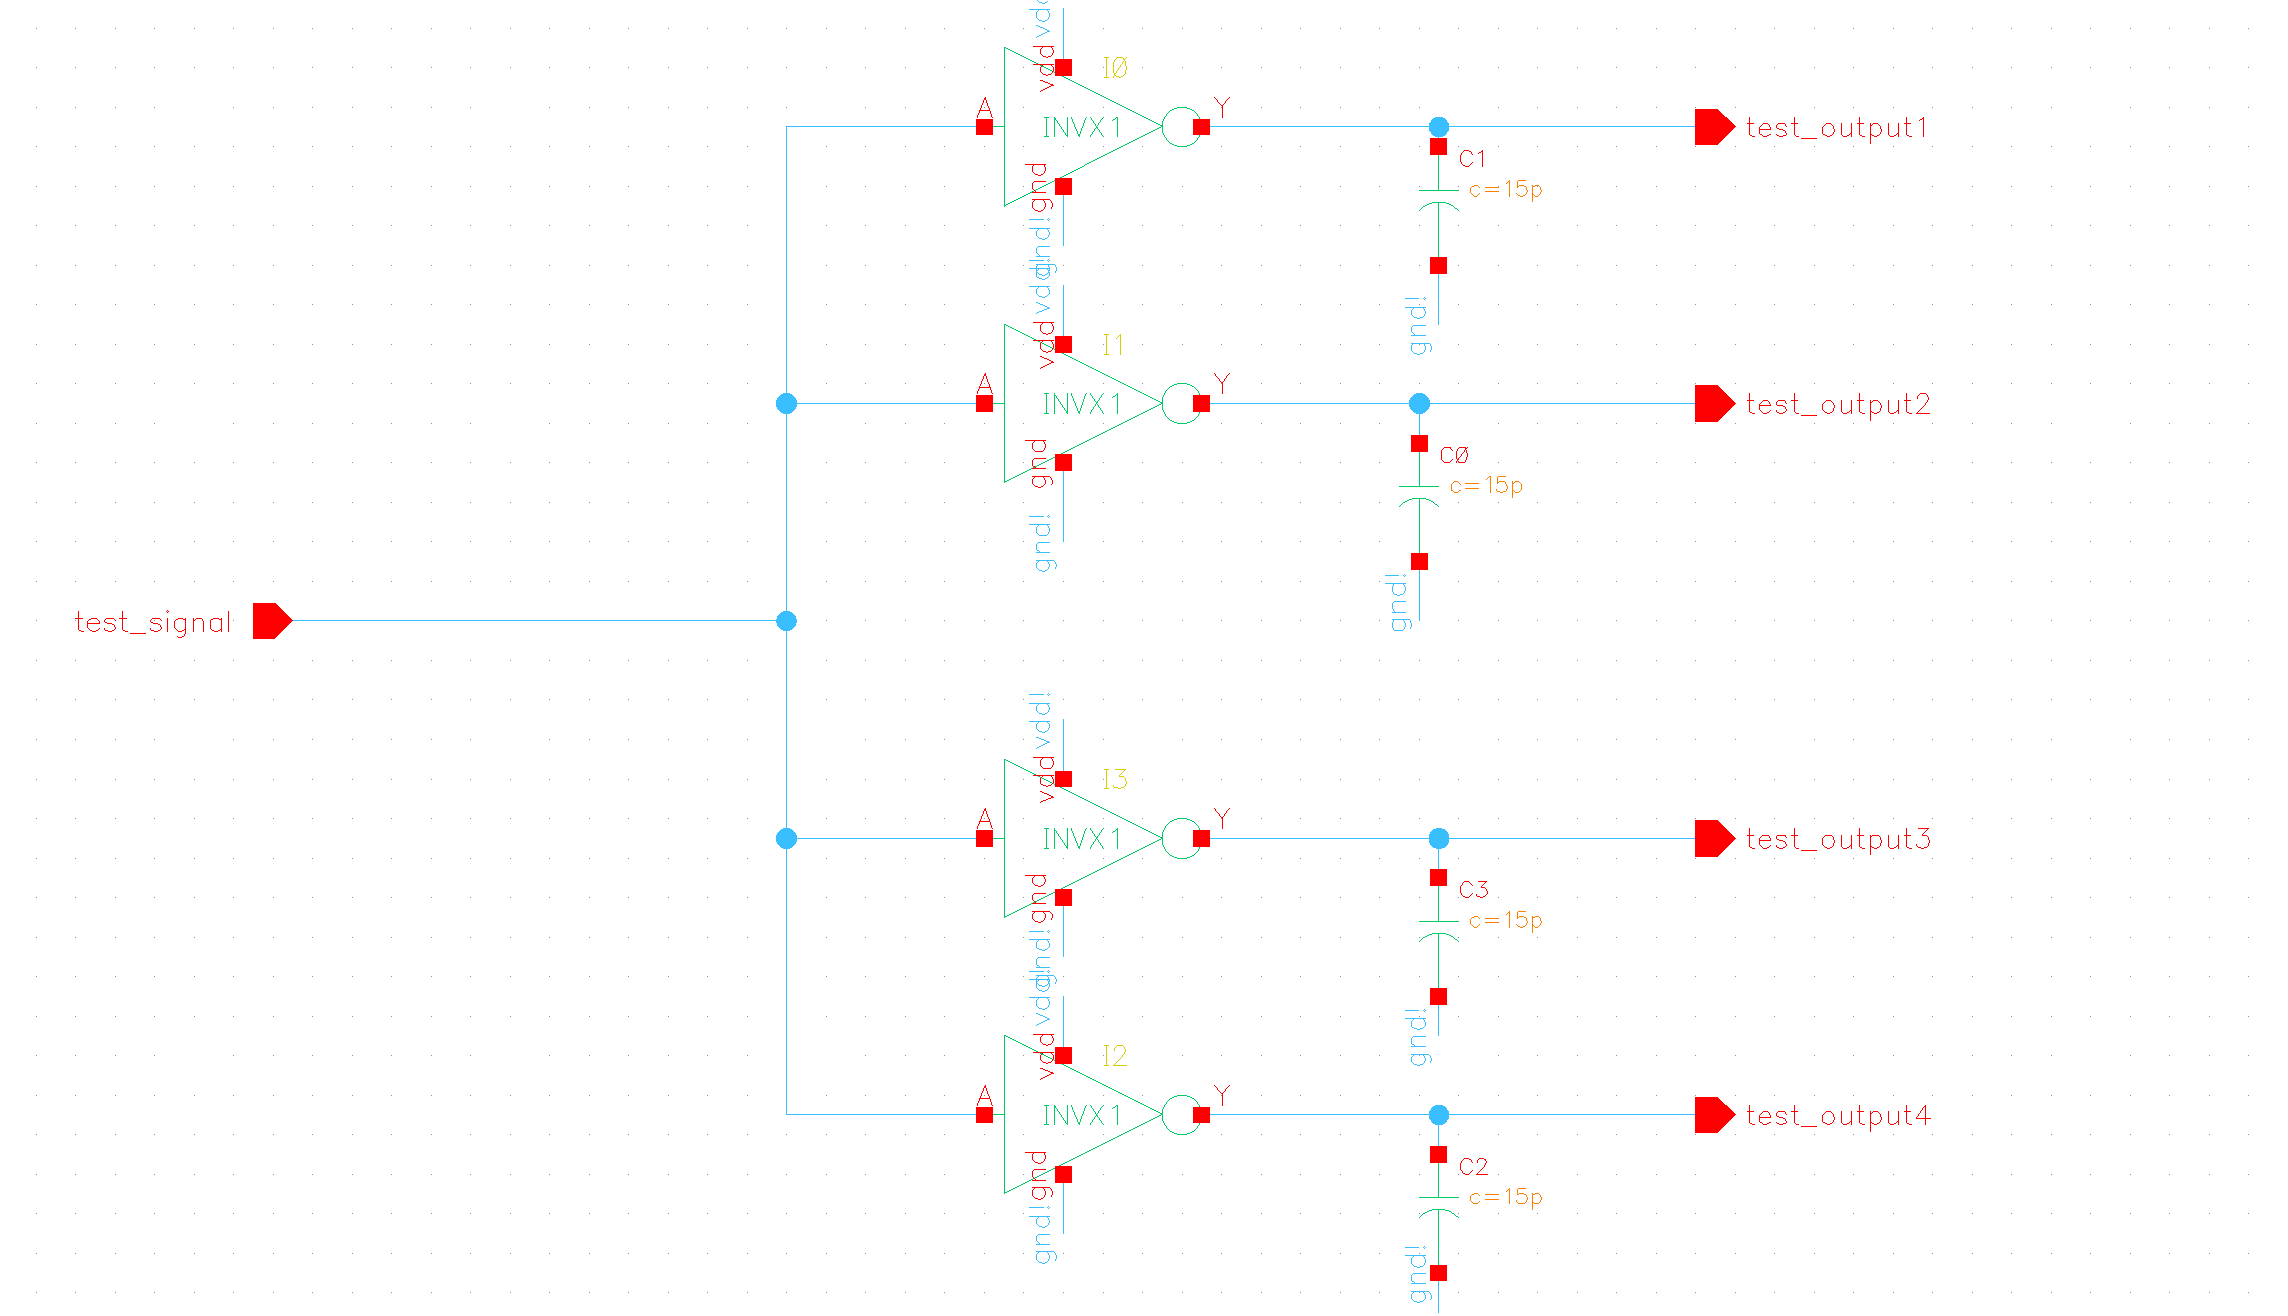 vdd
vdd
I0
A
INVX1
Y
gnd
gnd!
test_output1
C1
c=15p
gnd!
vdd!
vdd
I1
A
INVX1
Y
gnd
gnd!
test_output2
C0
c=15p
gnd!
test_signal
vdd!
vdd
I3
A
INVX1
Y
gnd
gnd!
test_output3
C3
c=15p
gnd!
vdd!
vdd
I2
A
INVX1
Y
gnd
gnd!
test_output4
C2
c=15p
gnd!